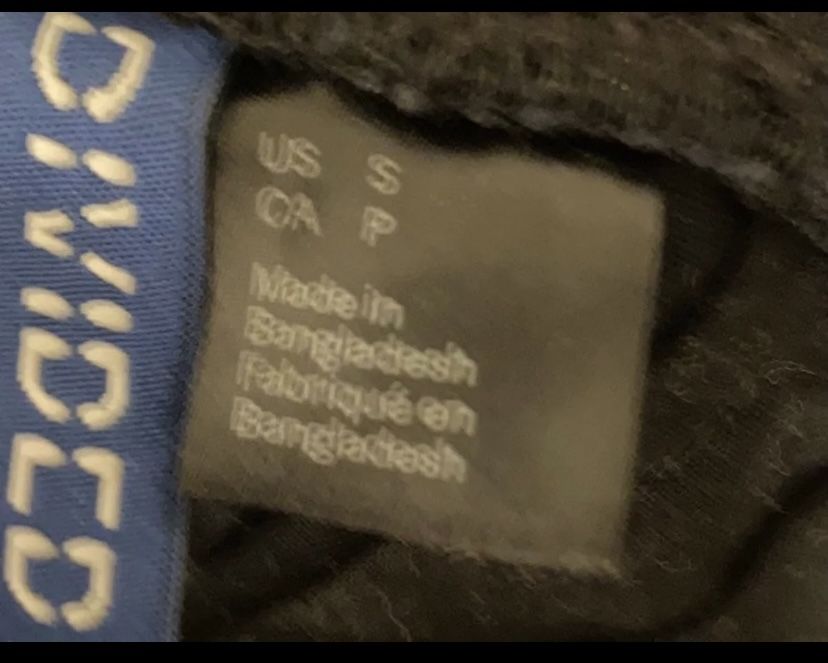 DIVIDED
US S
CA P
Made in
Bangladesh
Fabriqué en
Bangladesh